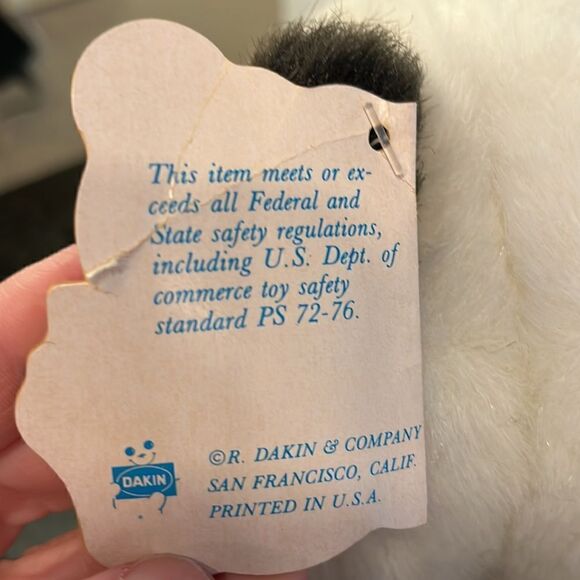 This item meets or ex-
ceeds all Federal and
State safety regulations,
including U.S. Dept. of
commerce toy safety
standard PS 72-76.
DAKIN
©R. DAKIN & COMPANY
SAN FRANCISCO, CALIF.
PRINTED IN U.S.A.